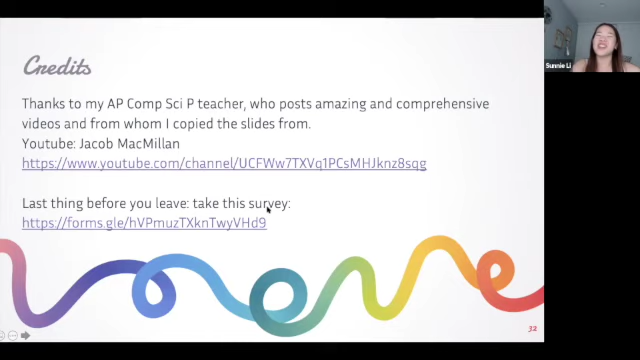 Credits
Thanks to my AP Comp Sci P teacher, who posts amazing and comprehensive
videos and from whom I copied the slides from.
Youtube: Jacob MacMillan
https://www.youtube.com/channel/UCFWw7TXVq1PCsMHJknz8sqg
Last thing before you leave: take this survey:
https://forms.gle/hVPmuzTXknTwyVHd9
32
Sunnie Li